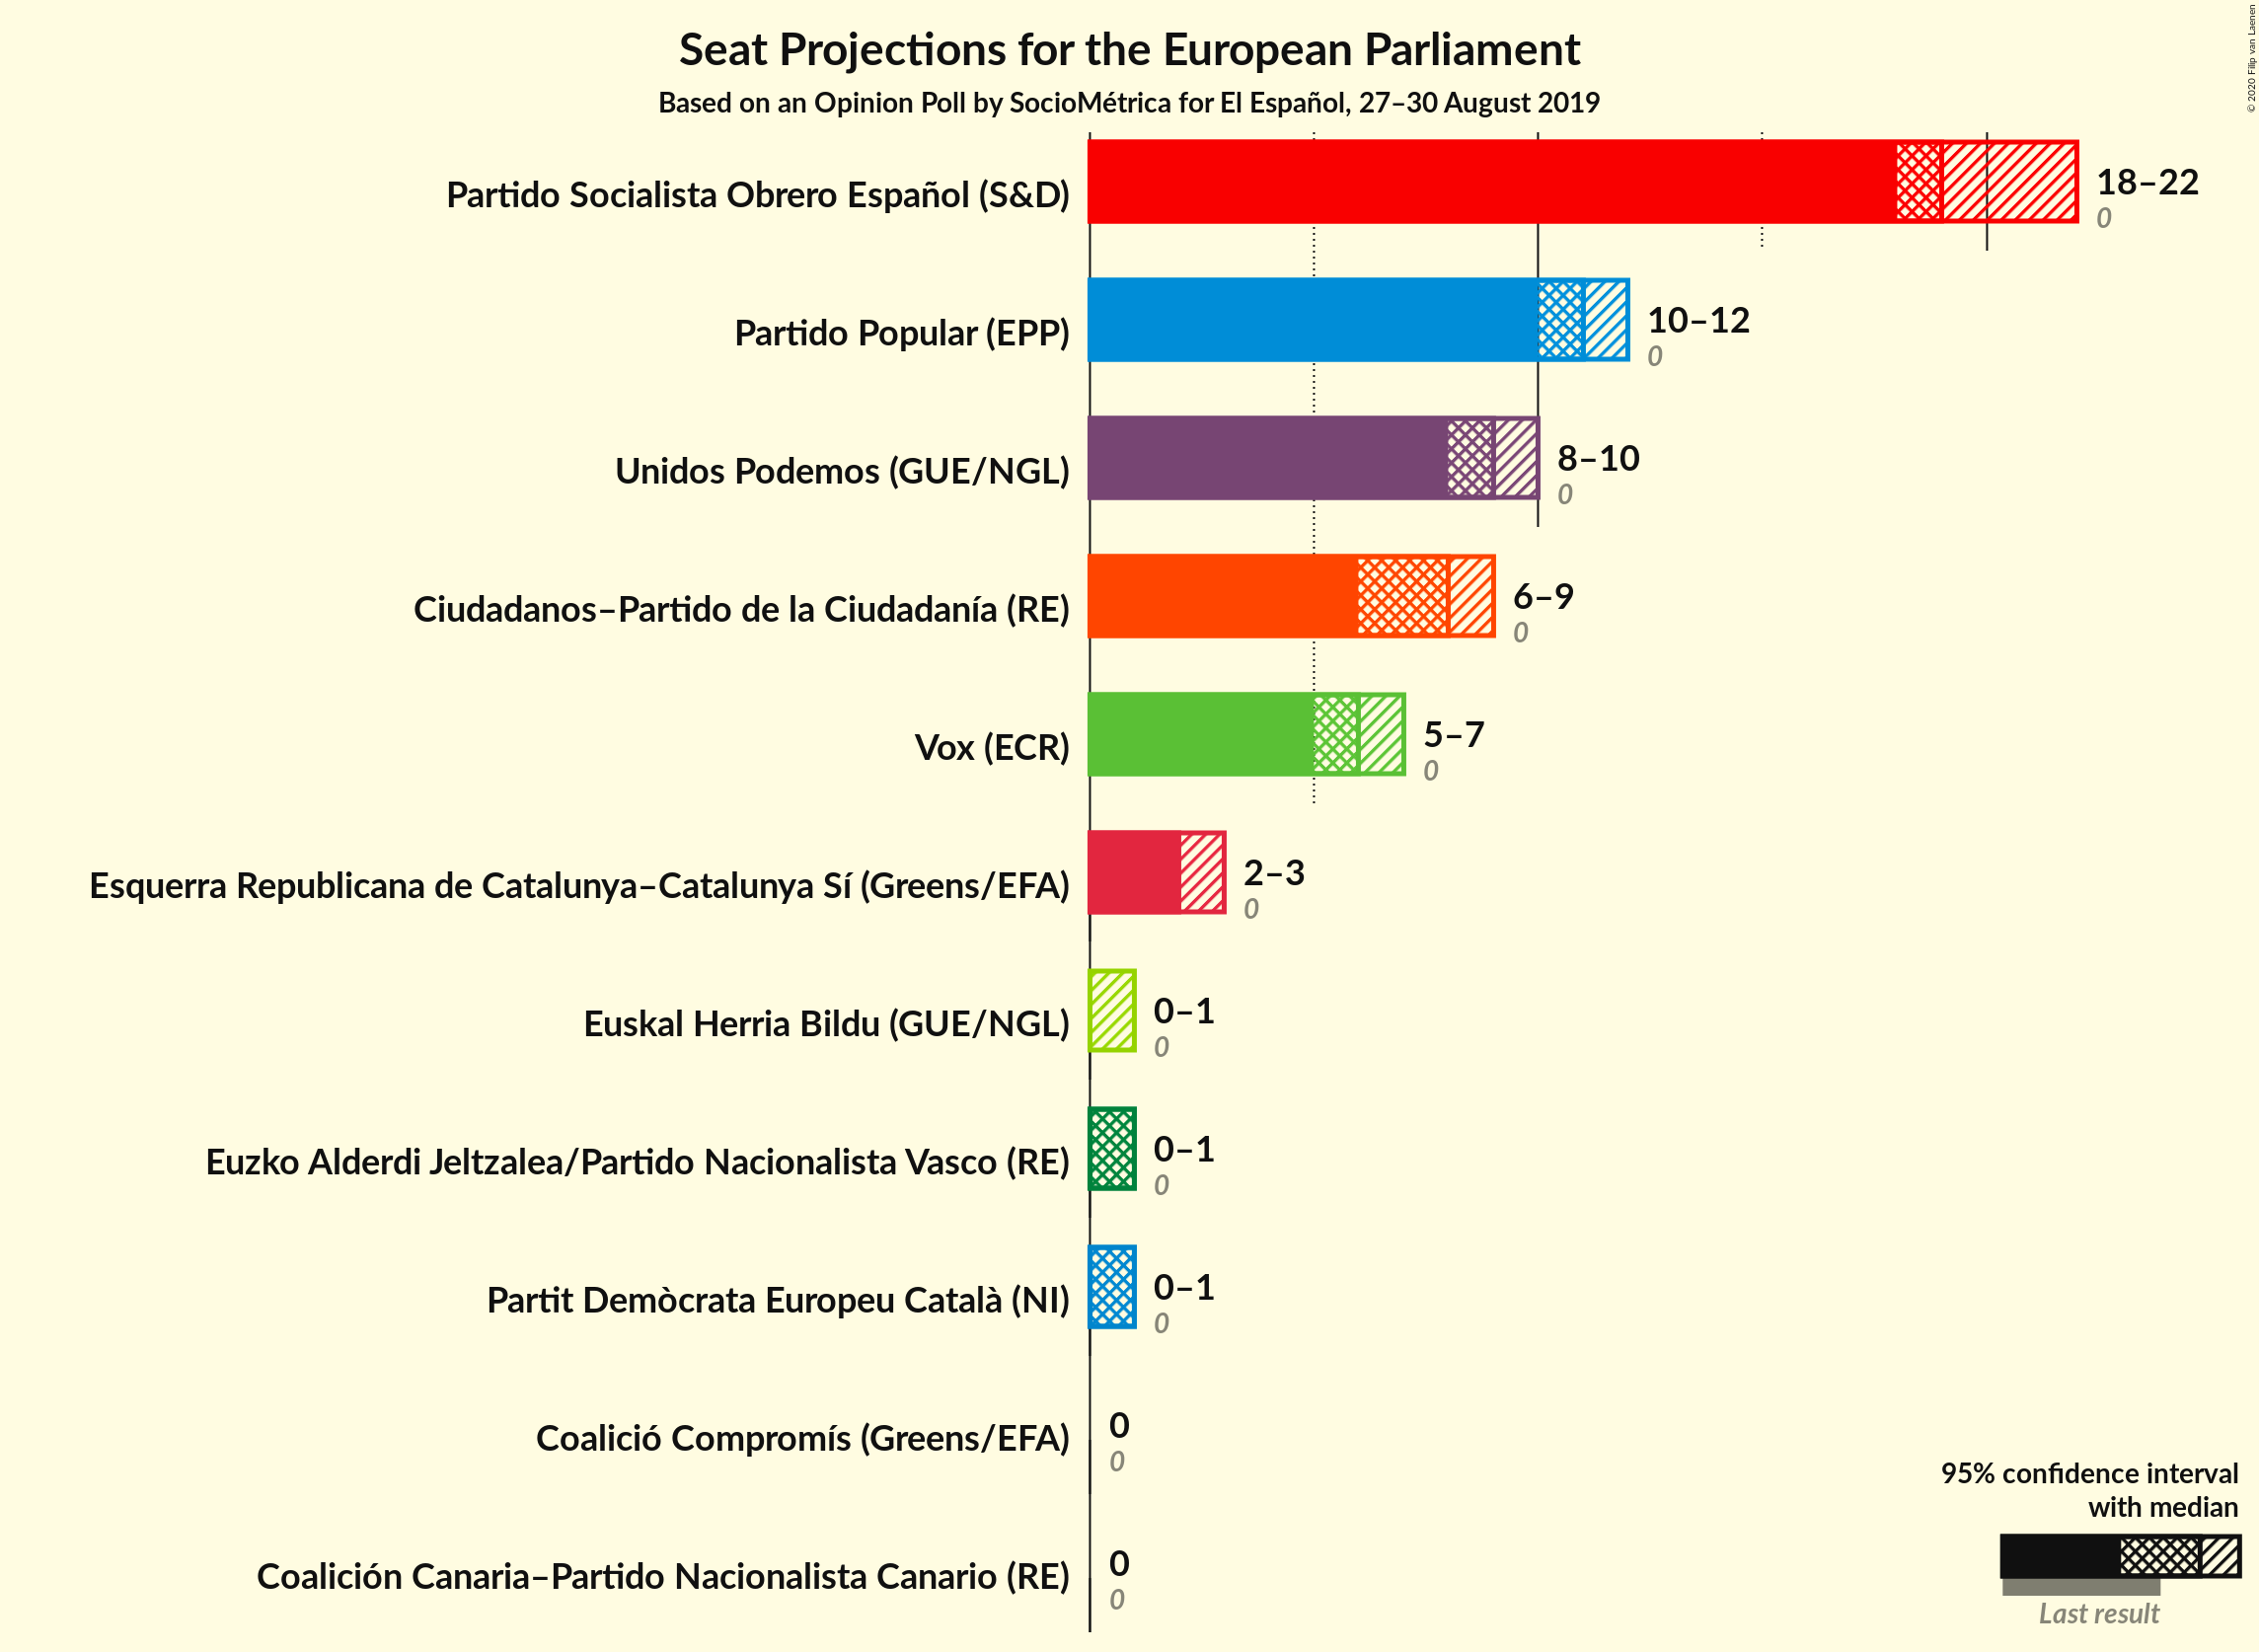 Seat Projections for the European Parliament
Based on an Opinion Poll by SocioMétrica for El Español, 27–30 August 2019
© 2020 Filip van Laenen
Partido Socialista Obrero Español (S&D)
18–22
0
Partido Popular (EPP)
10–12
0
Unidos Podemos (GUE/NGL)
8–10
0
Ciudadanos–Partido de la Ciudadanía (RE)
6–9
0
Vox (ECR)
5–7
0
Esquerra Republicana de Catalunya–Catalunya Sí (Greens/EFA)
2–3
0
Euskal Herria Bildu (GUE/NGL)
0–1
0
Euzko Alderdi Jeltzalea/Partido Nacionalista Vasco (RE)
0–1
0
Partit Demòcrata Europeu Català (NI)
0–1
0
Coalició Compromís (Greens/EFA)
0
0
Coalición Canaria–Partido Nacionalista Canario (RE)
0
0
95% confidence interval
with median
Last result